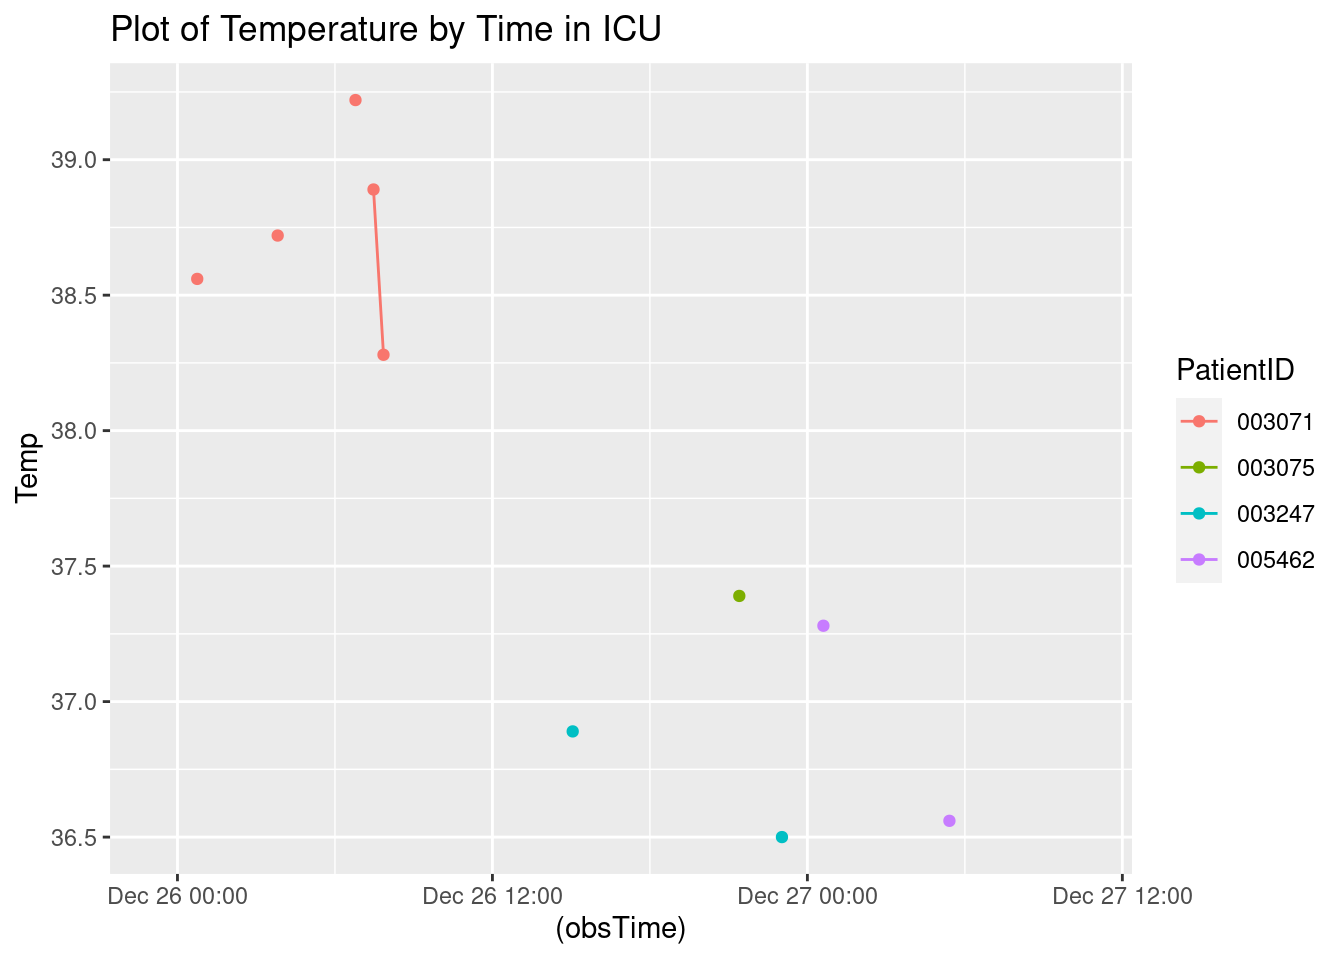 Plot of Temperature by Time in ICU
39.0
38.5
38.0
37.5
37.0
36.5
Temp
Dec 26 00:00
Dec 26 12:00
Dec 27 00:00
Dec 27 12:00
(obsTime)
PatientID
003071
003075
003247
005462